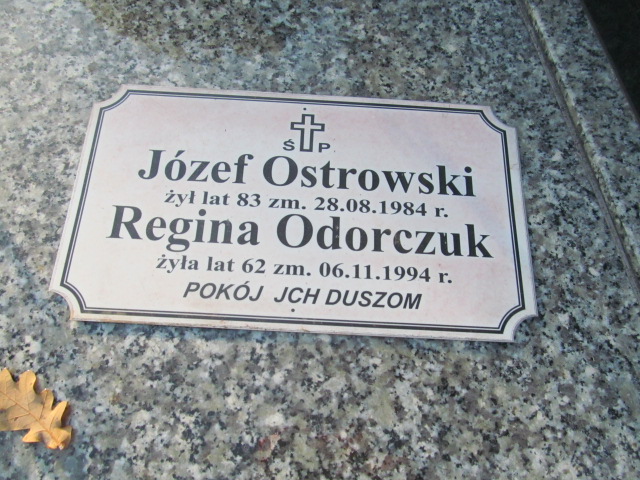 Ś P
Józef Ostrowski
żył lat 83 zm. 28.08.1984 r.
Regina Odorczuk
żyła lat 62 zm. 06.11.1994 r.
POKÓJ JCH DUSZOM